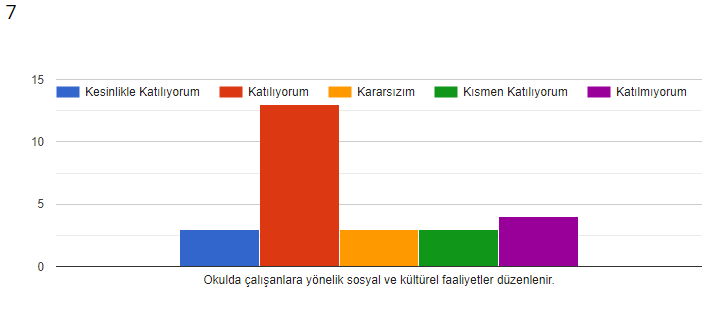 7
15
Kesinlikle Katılıyorum Katılıyorum Kararsızım Kısmen Katılıyorum Katılmıyorum
10
5
0
Okulda çalışanlara yönelik sosyal ve kültürel faaliyetler düzenlenir.